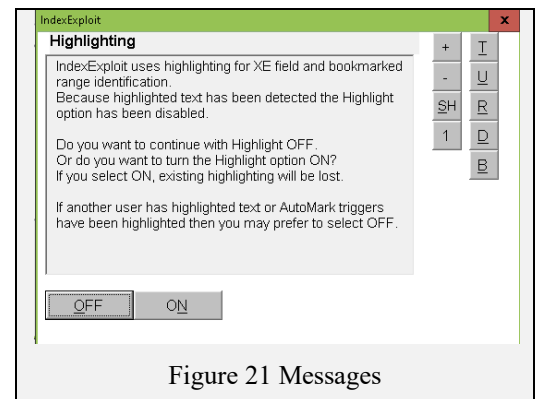 IndexExploit x
Highlighting
IndexExploit uses highlighting for XE field and bookmarked
range identification.
Because highlighted text has been detected the Highlight
option has been disabled.
Do you want to continue with Highlight OFF.
Or do you want to turn the Highlight option ON?
If you select ON, existing highlighting will be lost.
If another user has highlighted text or AutoMark triggers
have been highlighted then you may prefer to select OFF.
+ T
- U
SH R
1 D
B
OFF ON
Figure 21 Messages